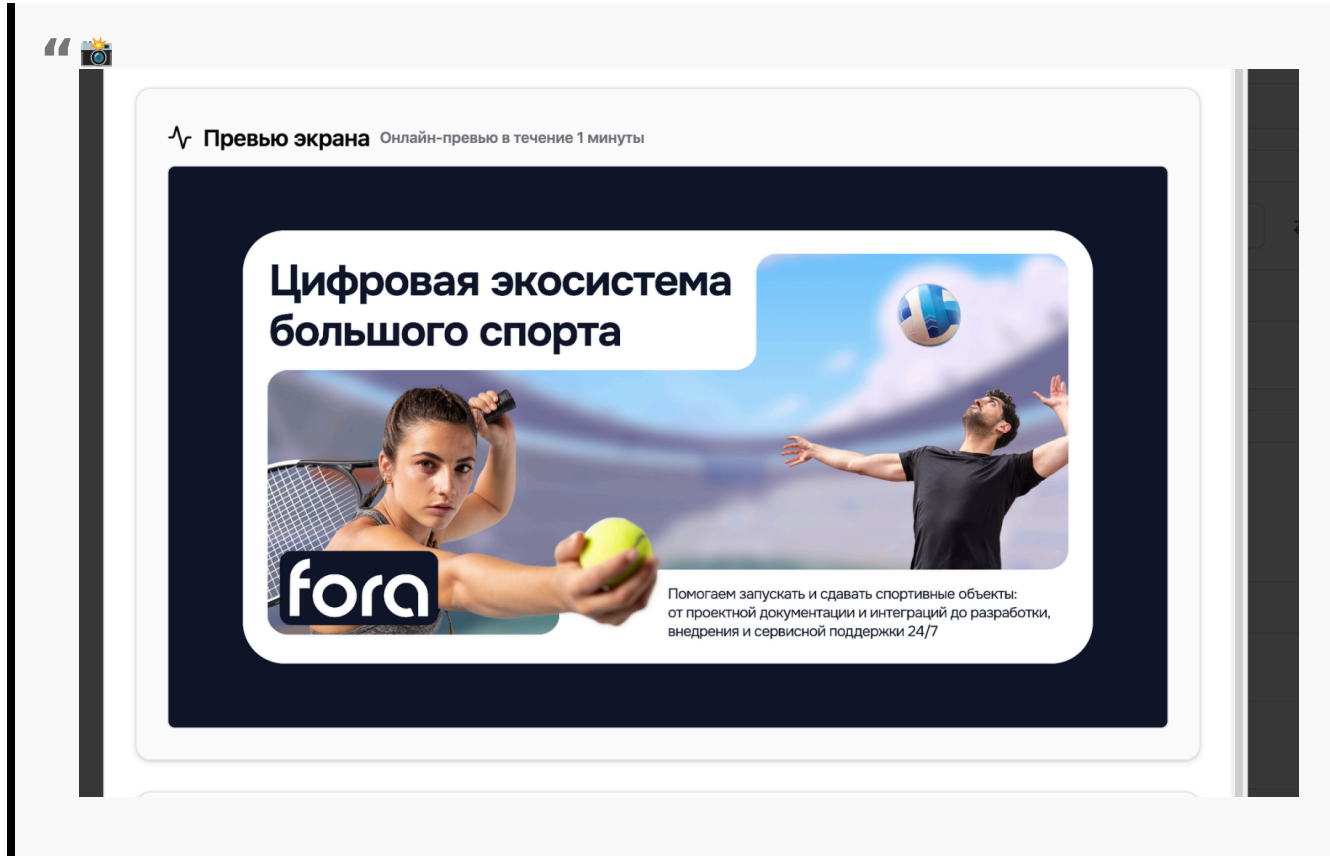 Превью экрана Онлайн-превью в течение 1 минуты
Цифровая экосистема
большого спорта
fora
Помогаем запускать и сдавать спортивные объекты:
от проектной документации и интеграций до разработки,
внедрения и сервисной поддержки 24/7